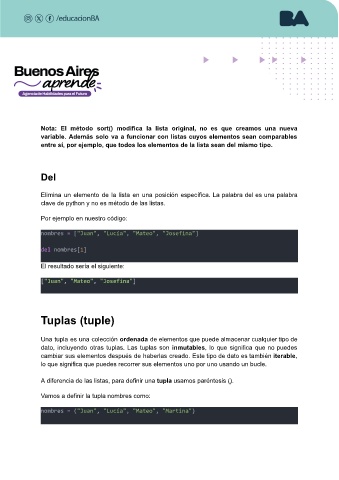 /educacionBA
BA
Buenos Aires
aprende
Agencia de Habilidades para el Futuro
Nota: El método sort() modifica la lista original, no es que creamos una nueva
variable. Además solo va a funcionar con listas cuyos elementos sean comparables
entre sí, por ejemplo, que todos los elementos de la lista sean del mismo tipo.
Del
Elimina un elemento de la lista en una posición específica. La palabra del es una palabra
clave de python y no es método de las listas.
Por ejemplo en nuestro código:
nombres = ["Juan", "Lucía", "Mateo", "Josefina"]
del nombres[1]
El resultado sería el siguiente:
["Juan", "Mateo", "Josefina"]
Tuplas (tuple)
Una tupla es una colección ordenada de elementos que puede almacenar cualquier tipo de
dato, incluyendo otras tuplas. Las tuplas son inmutables, lo que significa que no puedes
cambiar sus elementos después de haberlas creado. Este tipo de dato es también iterable,
lo que significa que puedes recorrer sus elementos uno por uno usando un bucle.
A diferencia de las listas, para definir una tupla usamos paréntesis ().
Vamos a definir la tupla nombres como:
nombres = ("Juan", "Lucía", "Mateo", "Martina")